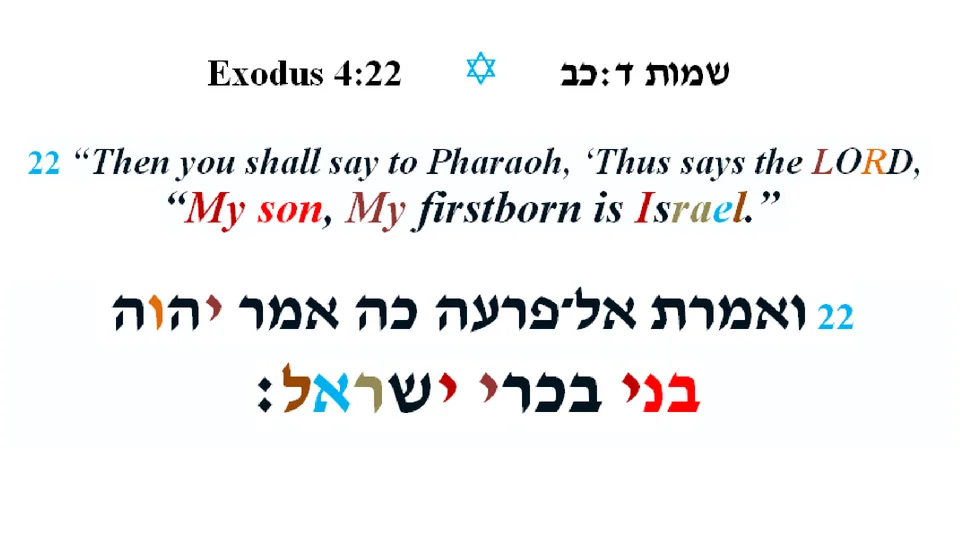 Exodus 4:22 ✡ שמות ד:כב
22 “Then you shall say to Pharaoh, ‘Thus says the LORD,
“My son, My firstborn is Israel.”
22 ואמרת אל־פרעה כה אמר יהוה
בני בכרי ישראל: